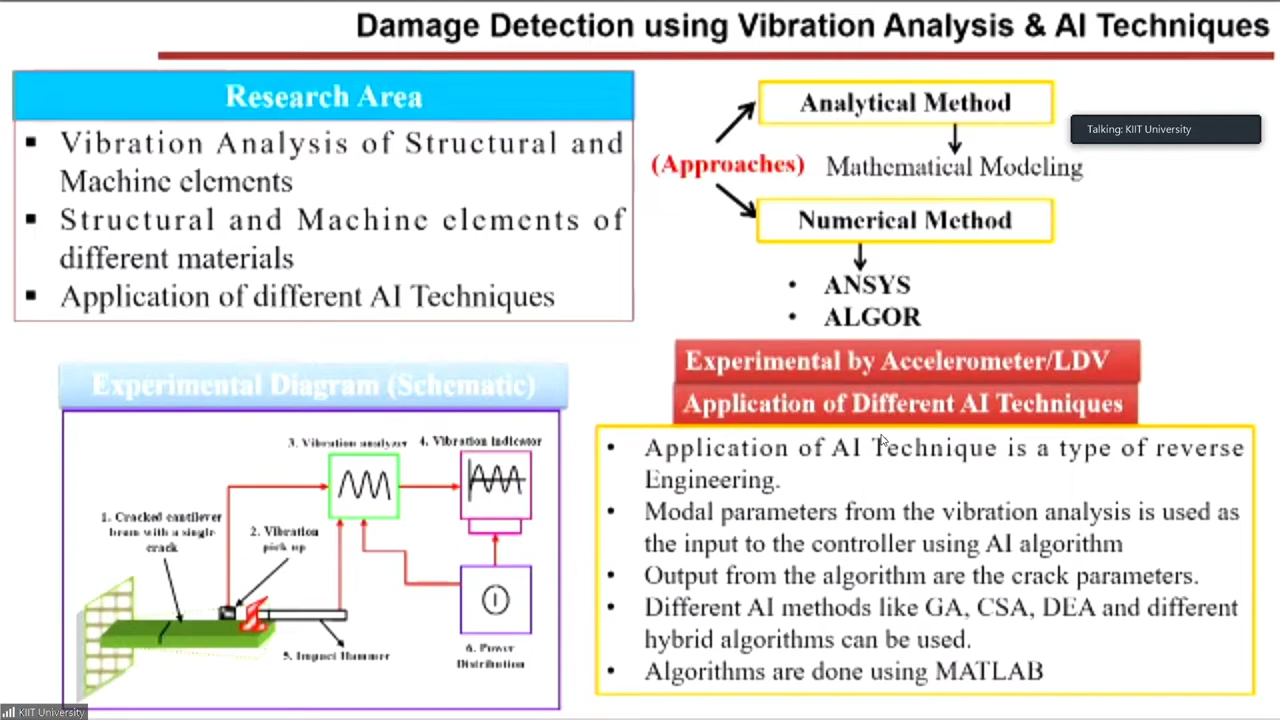 Damage Detection using Vibration Analysis & AI Techniques
Research Area
▪ Vibration Analysis of Structural and
Machine elements
▪ Structural and Machine elements of
different materials
▪ Application of different AI Techniques
(Approaches)
Analytical Method
Mathematical Modeling
Numerical Method
• ANSYS
• ALGOR
Talking: KIIT University
Experimental by Accelerometer/LDV
Application of Different AI Techniques
• Application of AI Technique is a type of reverse
Engineering.
• Modal parameters from the vibration analysis is used as
the input to the controller using AI algorithm
• Output from the algorithm are the crack parameters.
• Different AI methods like GA, CSA, DEA and different
hybrid algorithms can be used.
• Algorithms are done using MATLAB
Experimental Diagram (Schematic)
3. Vibration analyzer
4. Vibration Indicator
1. Cracked cantilever
beam with a single
crack
2. Vibration
pick up
5. Impact Hammer
6. Power
Distribution
KIIT University